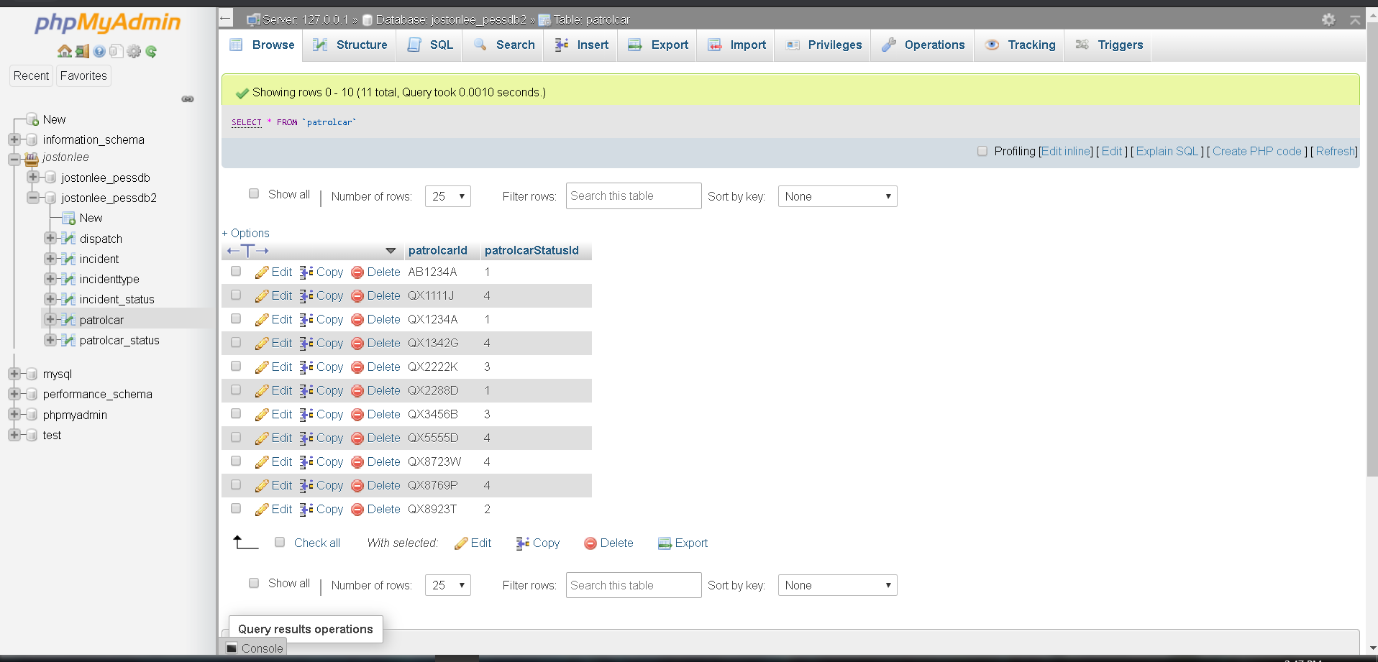 phpMyAdmin
Recent Favorites
New
information_schema
jostonlee
jostonlee_pessdb
jostonlee_pessdb2
New
dispatch
incident
incidenttype
incident_status
patrolcar
patrolcar_status
mysql
performance_schema
phpmyadmin
test
Server: 127.0.0.1 » Database: jostonlee_pessdb2 » Table: patrolcar
Browse Structure SQL Search Insert Export Import Privileges Operations Tracking Triggers
Showing rows 0 - 10 (11 total, Query took 0.0010 seconds.)
SELECT * FROM `patrolcar`
Profiling [Edit inline] [ Edit ] [ Explain SQL ] [ Create PHP code ] [ Refresh]
Show all | Number of rows: 25 Filter rows: Search this table Sort by key: None
+ Options
←T→ patrolcarId patrolcarStatusId
Edit Copy Delete AB1234A 1
Edit Copy Delete QX1111J 4
Edit Copy Delete QX1234A 1
Edit Copy Delete QX1342G 4
Edit Copy Delete QX2222K 3
Edit Copy Delete QX2288D 1
Edit Copy Delete QX3456B 3
Edit Copy Delete QX5555D 4
Edit Copy Delete QX8723W 4
Edit Copy Delete QX8769P 4
Edit Copy Delete QX8923T 2
Check all With selected: Edit Copy Delete Export
Show all | Number of rows: 25 Filter rows: Search this table Sort by key: None
Query results operations
Console